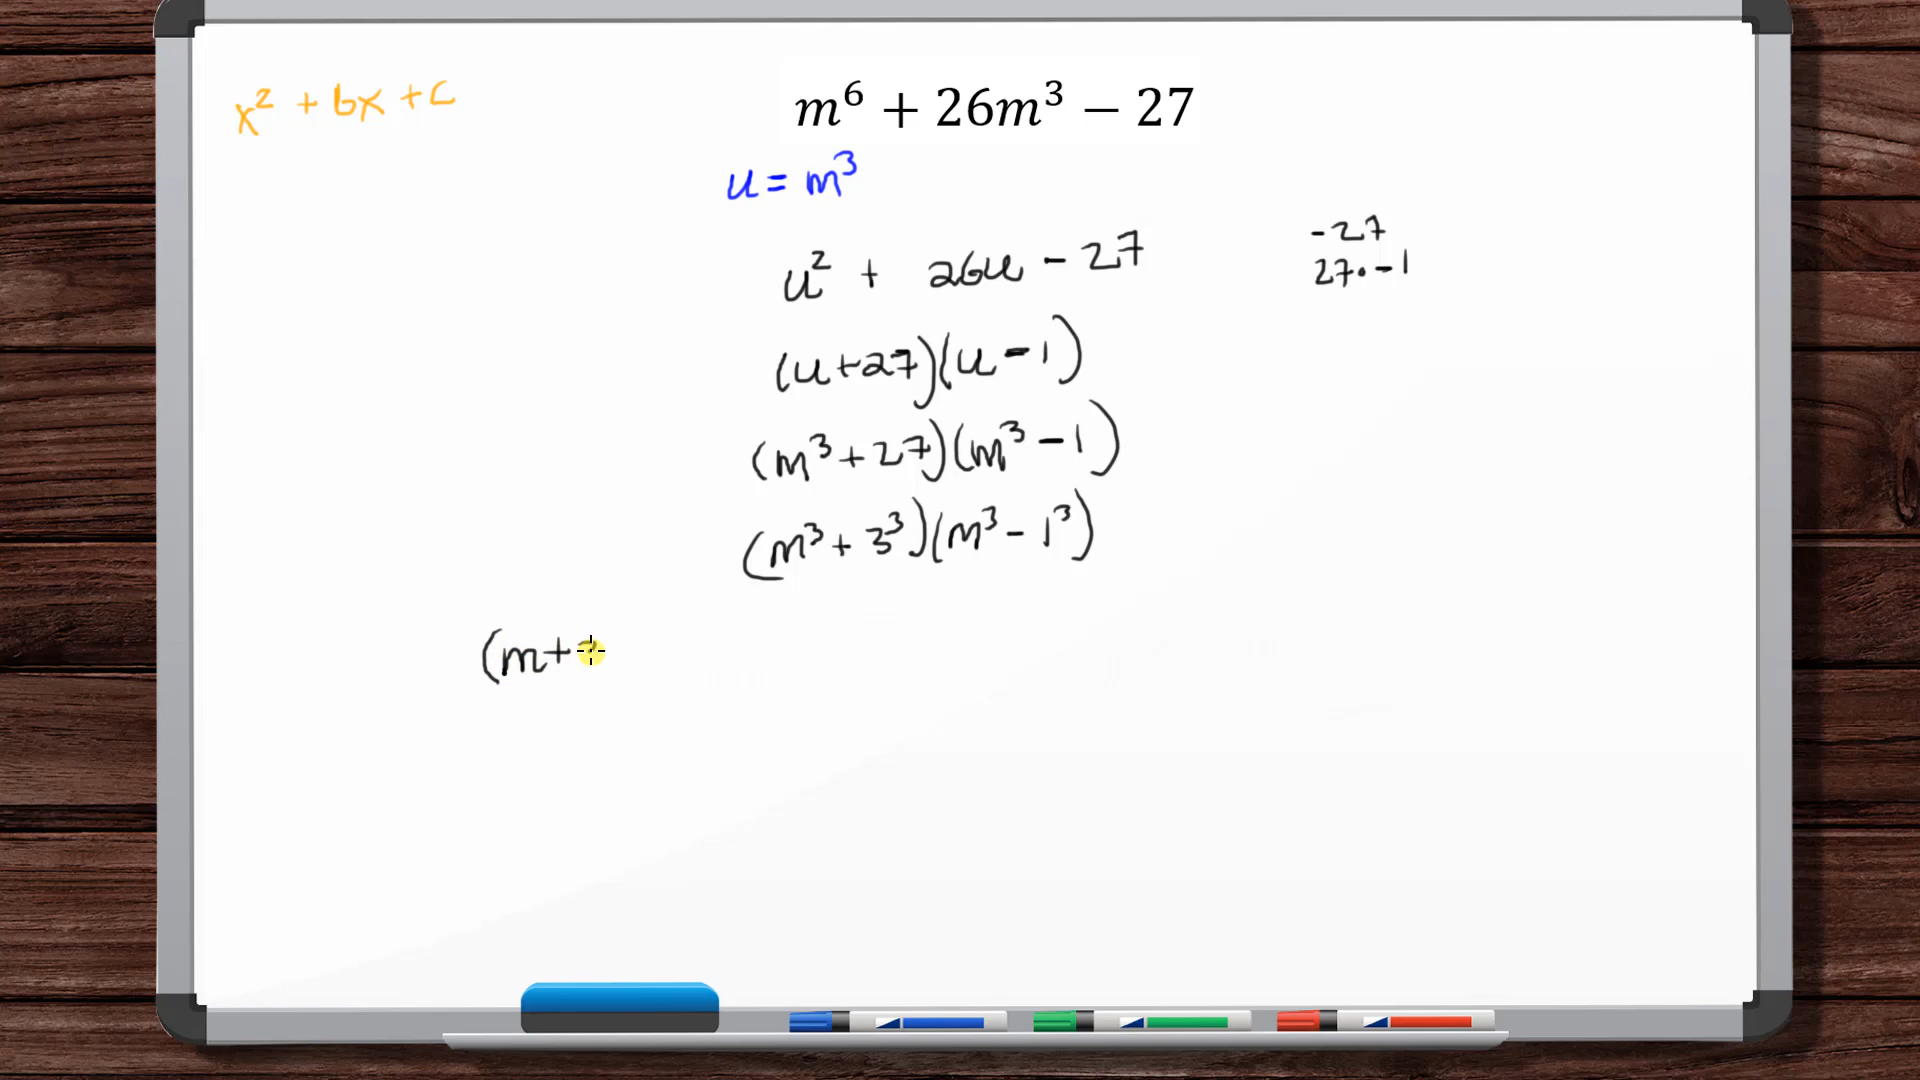 x² + bx + c
m⁶ + 26m³ − 27
u = m³
u² + 26u - 27
-27
27 · -1
(u+27)(u-1)
(m³ + 27)(m³ - 1)
(m³ + 3³)(m³ - 1³)
(m+